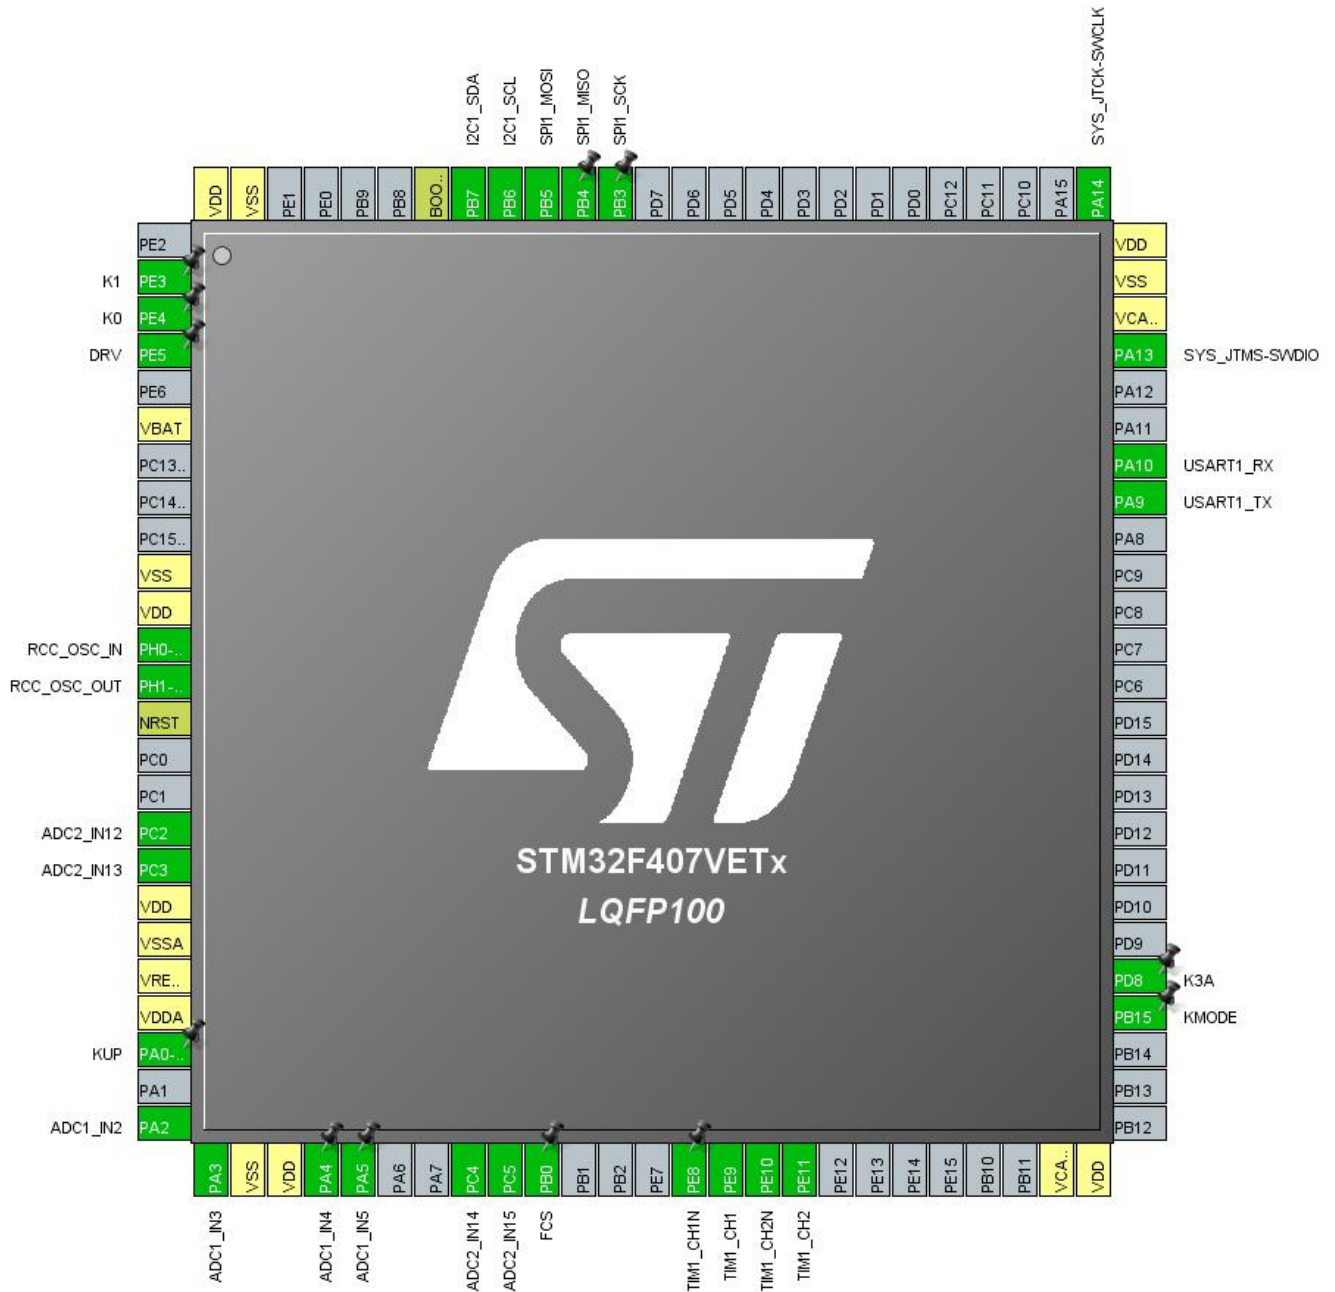 I2C1_SDA
I2C1_SCL
SPI1_MOSI
SPI1_MISO
SPI1_SCK
SYS_JTCK-SWCLK
VDD
VSS
PE1
PE0
PB9
PB8
BOO..
PB7
PB6
PB5
PB4
PB3
PD7
PD6
PD5
PD4
PD3
PD2
PD1
PD0
PC12
PC11
PC10
PA15
PA14
PE2
K1 PE3
K0 PE4
DRV PE5
PE6
VBAT
PC13..
PC14..
PC15..
VSS
VDD
RCC_OSC_IN PH0-..
RCC_OSC_OUT PH1-..
NRST
PC0
PC1
ADC2_IN12 PC2
ADC2_IN13 PC3
VDD
VSSA
VRE..
VDDA
KUP PA0-..
PA1
ADC1_IN2 PA2
STM32F407VETx
LQFP100
VDD
VSS
VCA..
PA13 SYS_JTMS-SWDIO
PA12
PA11
PA10 USART1_RX
PA9 USART1_TX
PA8
PC9
PC8
PC7
PC6
PD15
PD14
PD13
PD12
PD11
PD10
PD9
PD8 K3A
PB15 KMODE
PB14
PB13
PB12
PA3
VSS
VDD
PA4
PA5
PA6
PA7
PC4
PC5
PB0
PB1
PB2
PE7
PE8
PE9
PE10
PE11
PE12
PE13
PE14
PE15
PB10
PB11
VCA..
VDD
ADC1_IN3
ADC1_IN4
ADC1_IN5
ADC2_IN14
ADC2_IN15
FCS
TIM1_CH1N
TIM1_CH1
TIM1_CH2N
TIM1_CH2